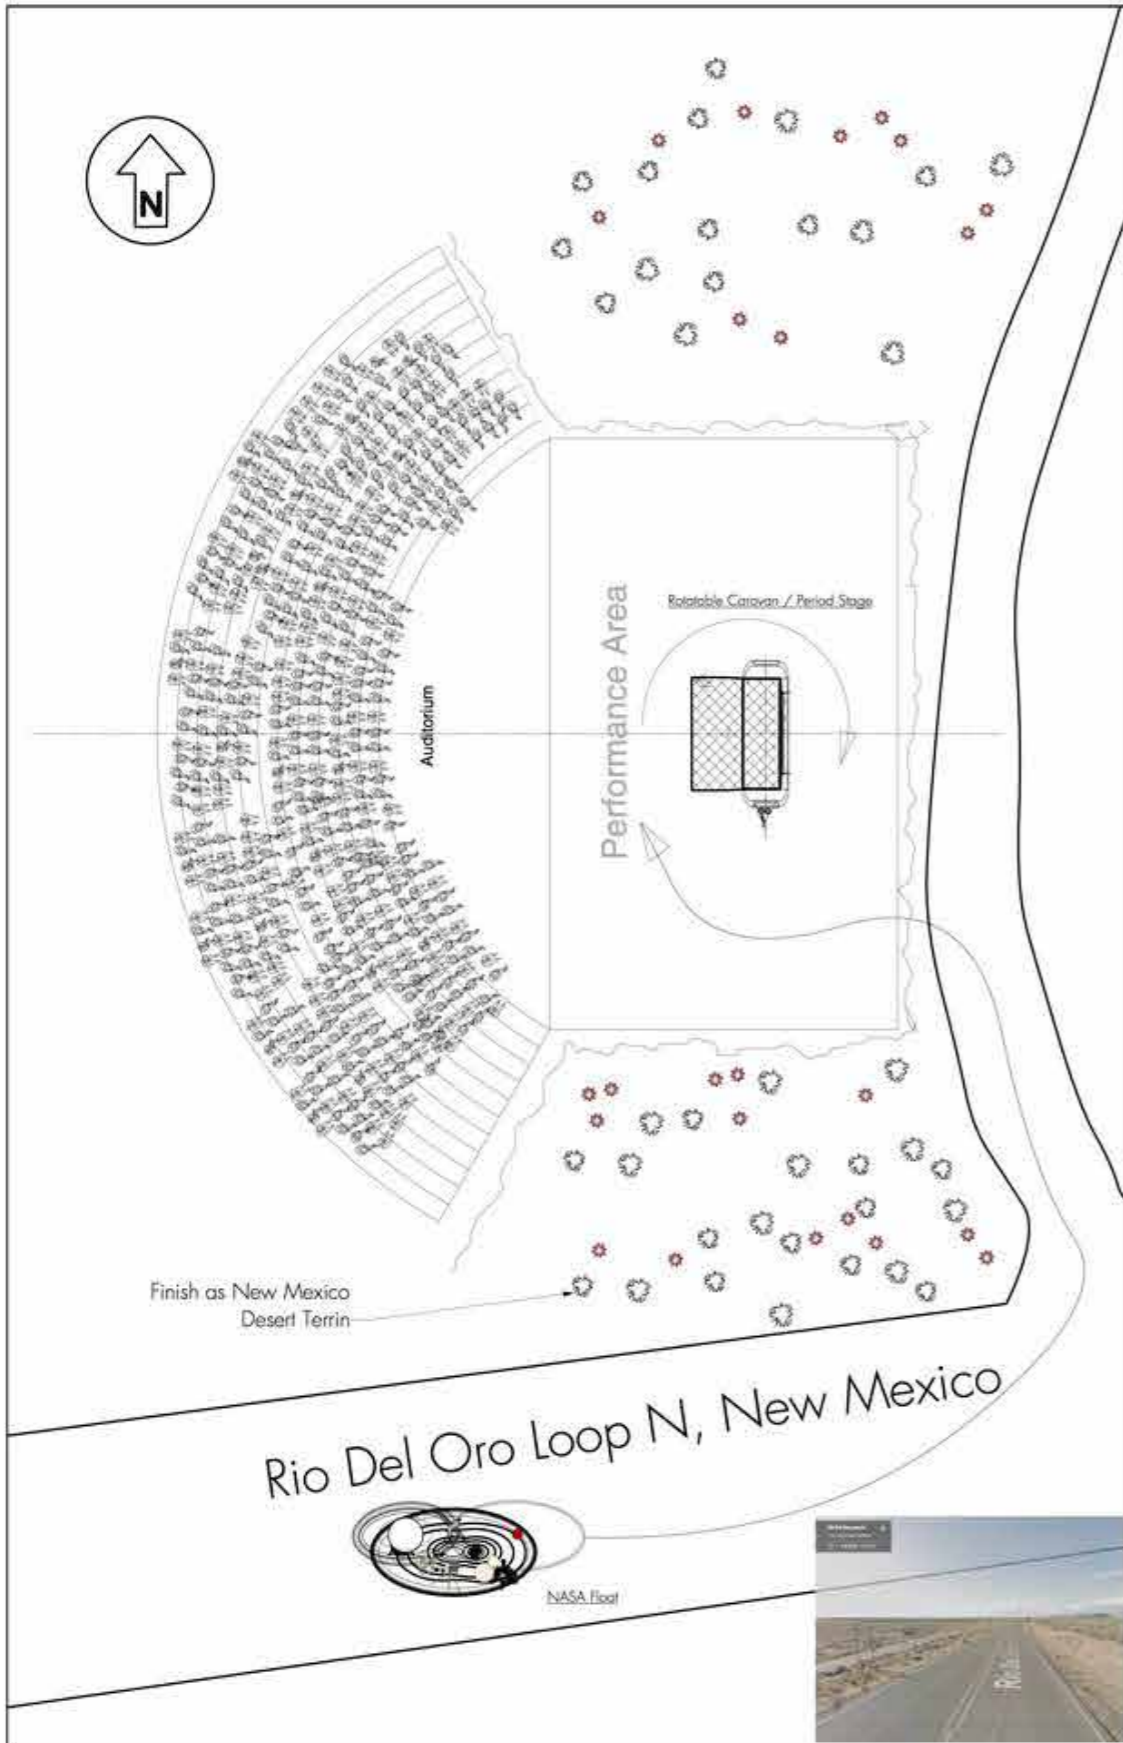 N
Rotatable Caravan / Period Stage
Performance Area
Auditorium
Finish as New Mexico
Desert Terrin
Rio Del Oro Loop N, New Mexico
NASA Float